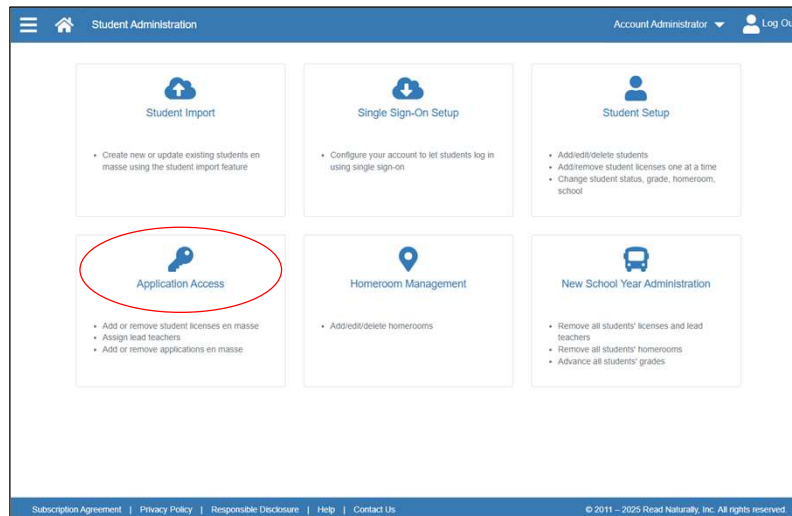 Student Administration
Account Administrator
Log Ou
Student Import
Single Sign-On Setup
Student Setup
• Create new or update existing students en
masse using the student import feature
• Configure your account to let students log in
using single sign-on
• Add/edit/delete students
• Add/remove student licenses one at a time
• Change student status, grade, homeroom,
school
Application Access
Homeroom Management
New School Year Administration
• Add or remove student licenses en masse
• Assign lead teachers
• Add or remove applications en masse
• Add/edit/delete homerooms
• Remove all students' licenses and lead
teachers
• Remove all students' homerooms
• Advance all students' grades
Subscription Agreement | Privacy Policy | Responsible Disclosure | Help | Contact Us
© 2011 – 2025 Read Naturally, Inc. All rights reserved.